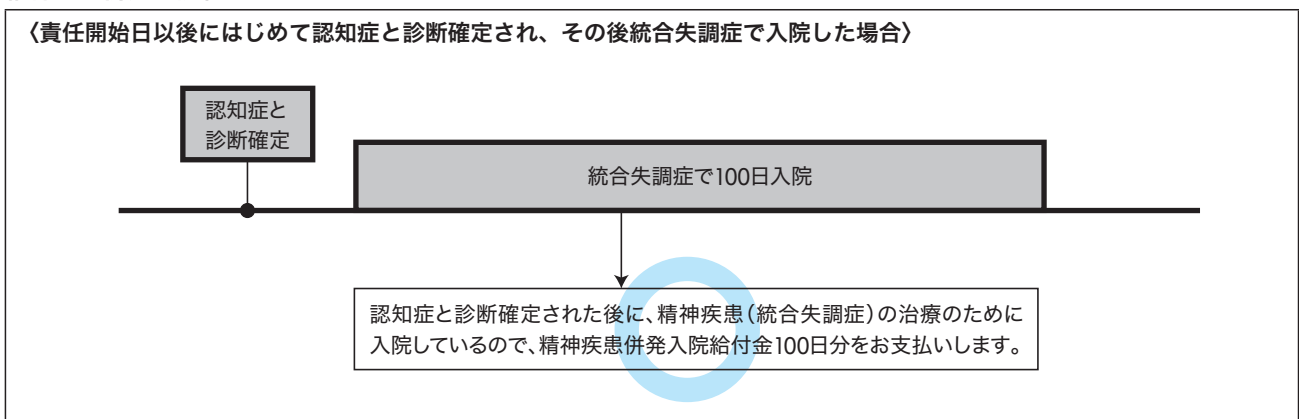 〈責任開始日以後にはじめて認知症と診断確定され、その後統合失調症で入院した場合〉
認知症と
診断確定
統合失調症で100日入院
認知症と診断確定された後に、精神疾患(統合失調症)の治療のために
入院しているので、精神疾患併発入院給付金100日分をお支払いします。